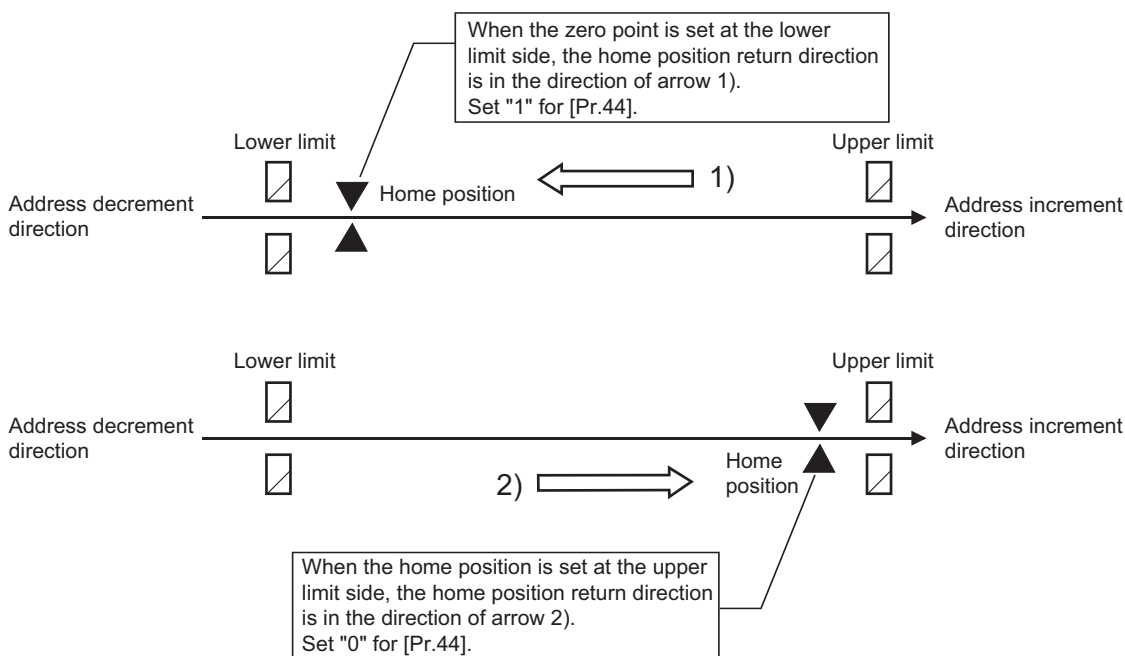 When the zero point is set at the lower
limit side, the home position return direction
is in the direction of arrow 1).
Set "1" for [Pr.44].
Lower limit
Upper limit
1)
Home position
Address decrement
direction
Address increment
direction
Lower limit
Upper limit
Address decrement
direction
Address increment
direction
2)
Home
position
When the home position is set at the upper
limit side, the home position return direction
is in the direction of arrow 2).
Set "0" for [Pr.44].